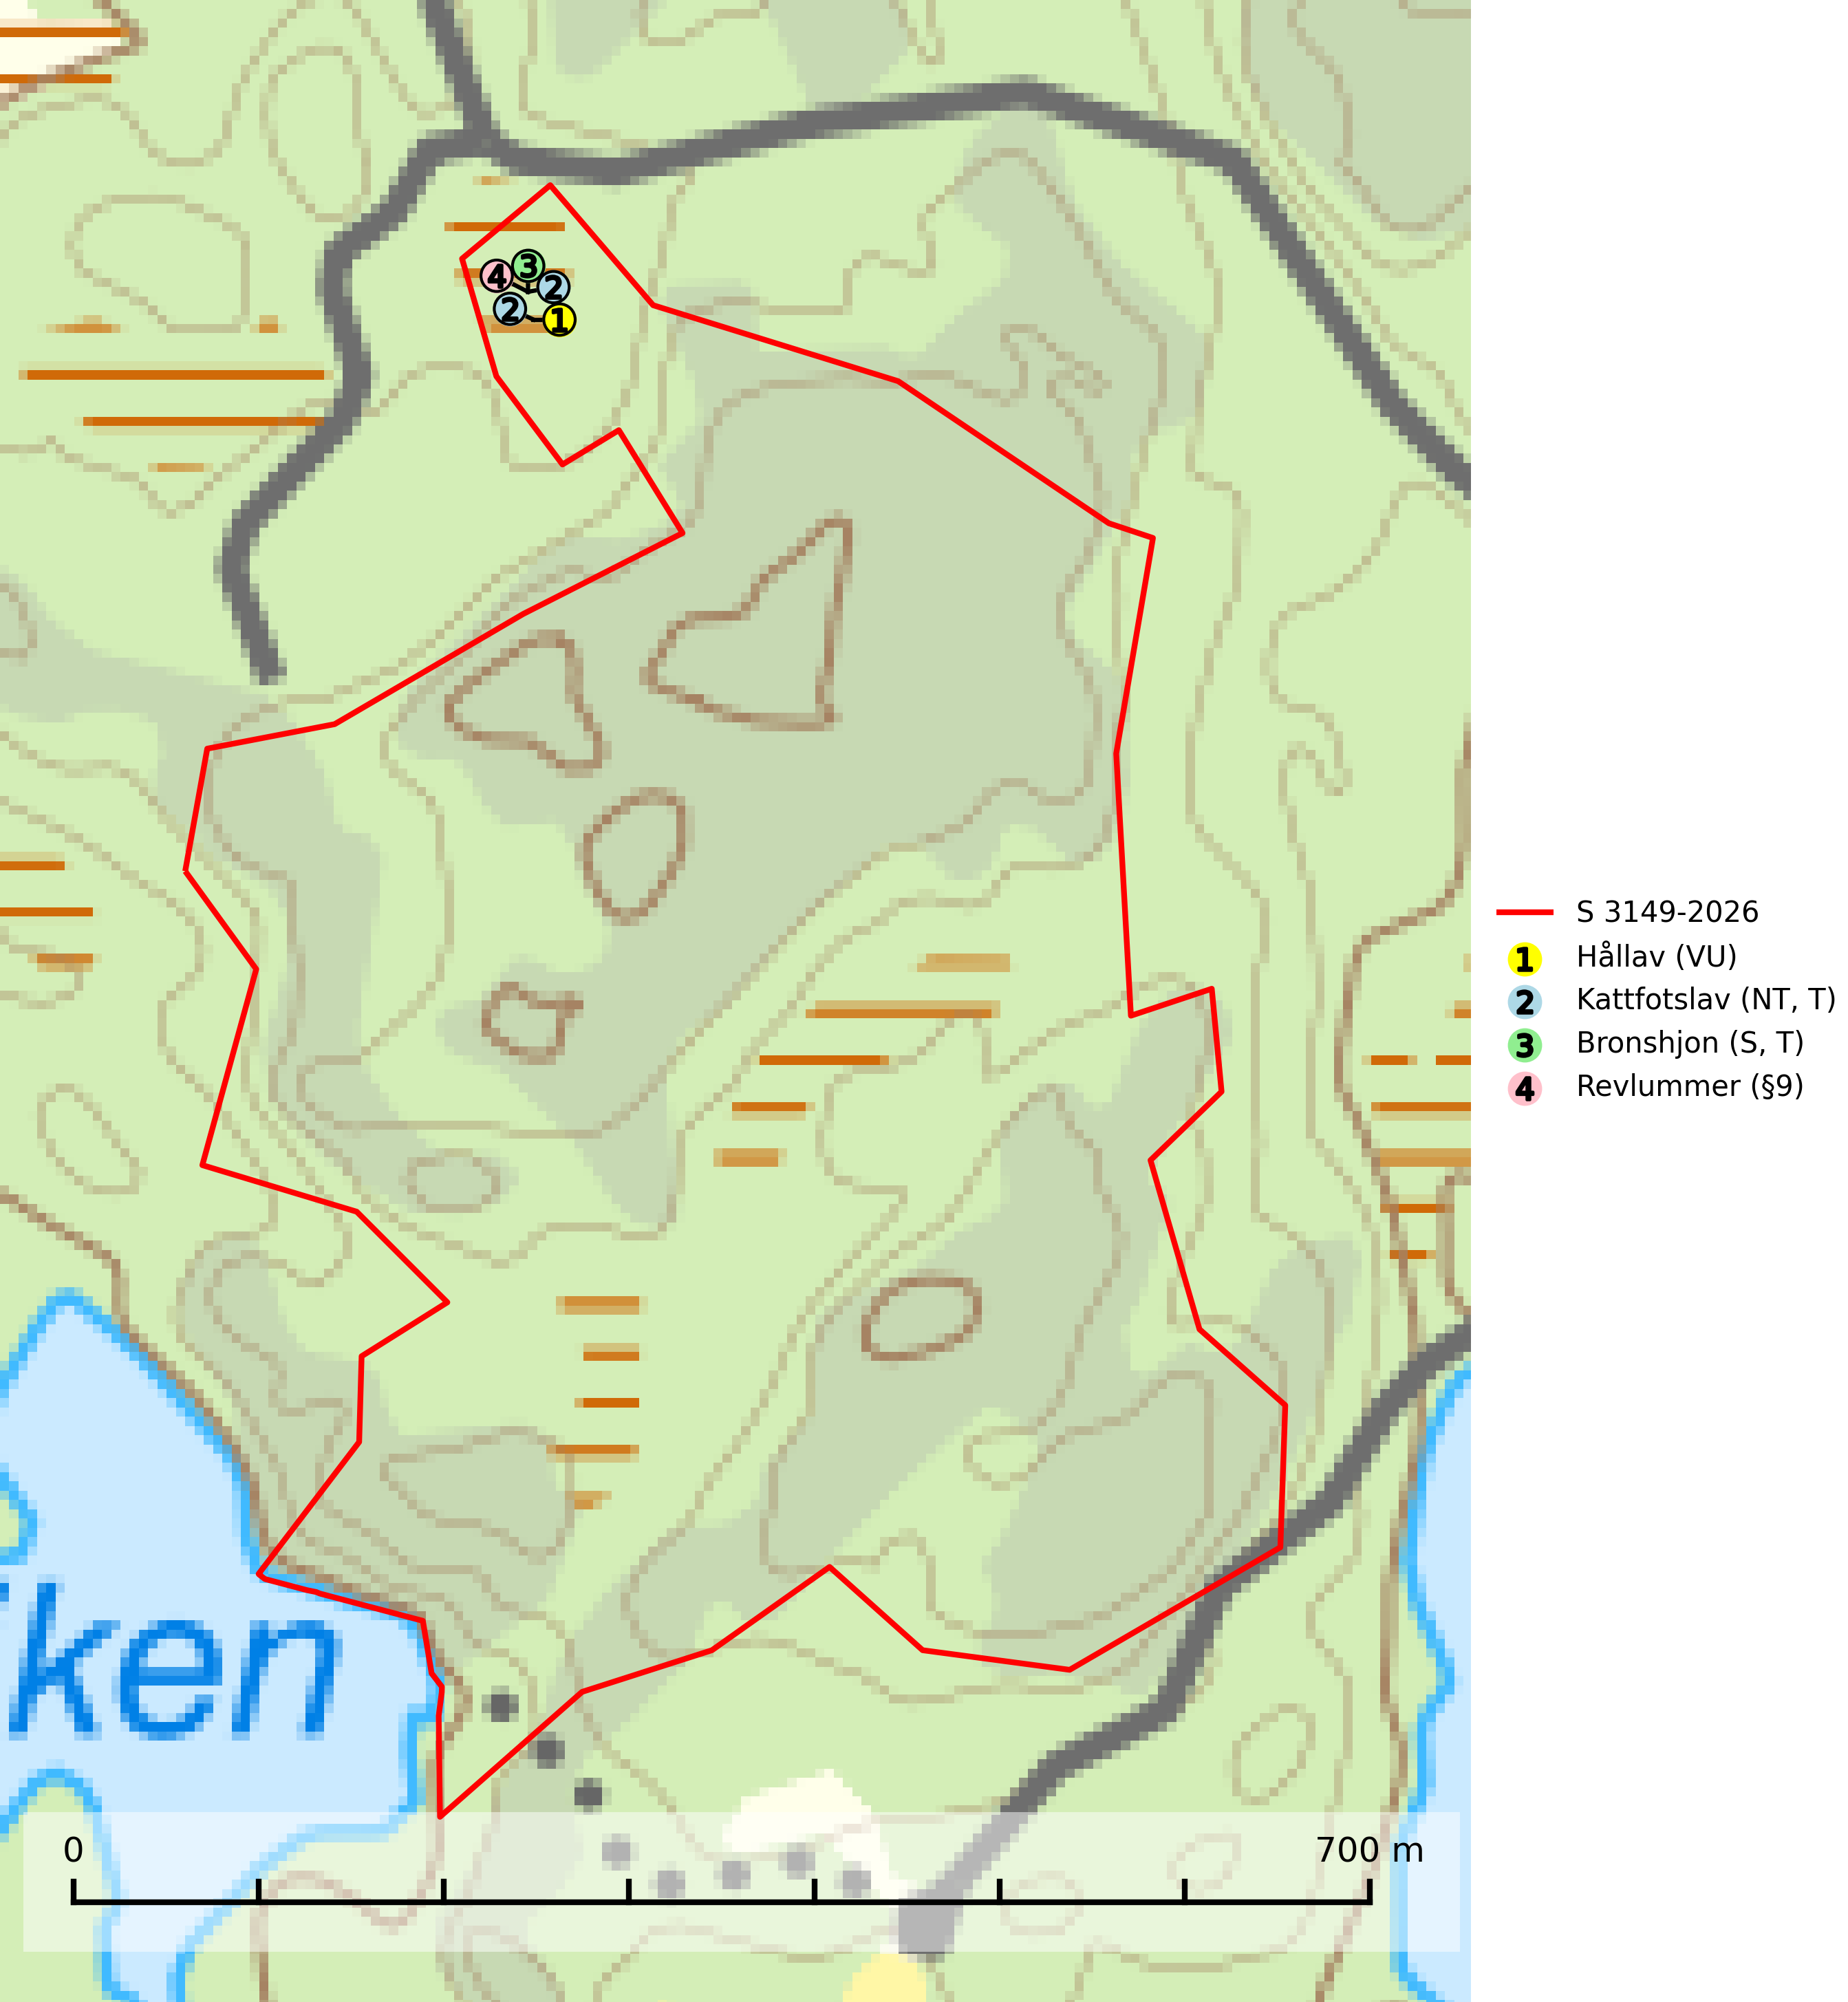 4 3 2
2 1
ken
0 700 m
S 3149-2026
1 Hållav (VU)
2 Kattfotslav (NT, T)
3 Bronshjon (S, T)
4 Revlummer (§9)